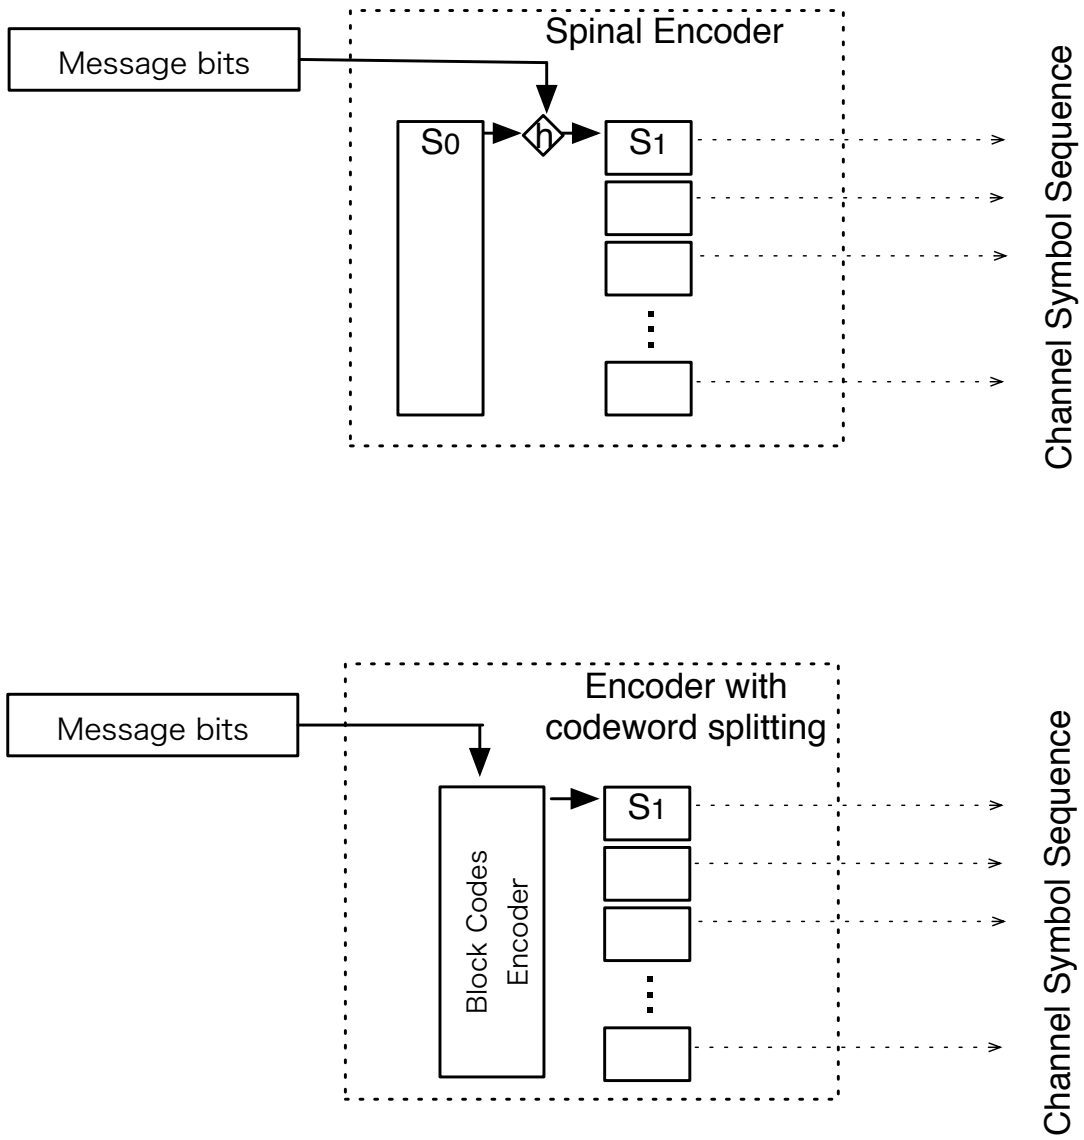 Spinal Encoder
Message bits
S0
h
S1
Channel Symbol Sequence
Encoder with
codeword splitting
Message bits
S1
Block Codes
Encoder
Channel Symbol Sequence